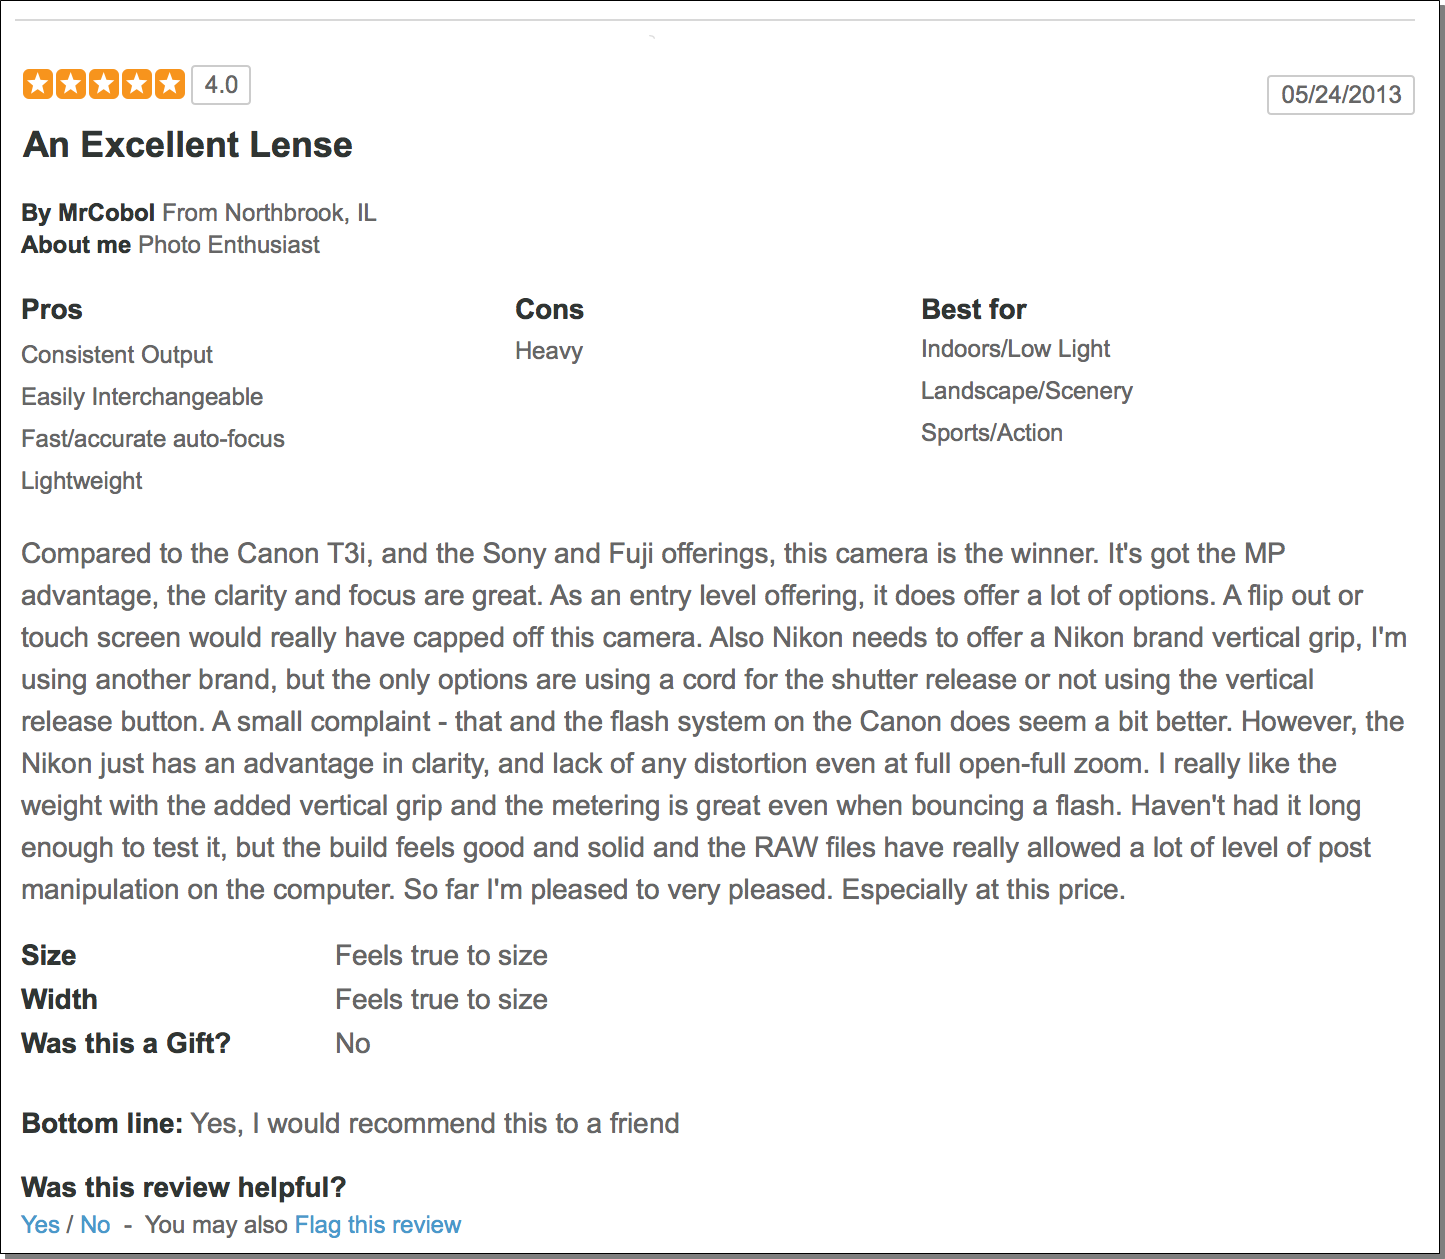 4.0
05/24/2013
An Excellent Lense
By MrCobol From Northbrook, IL
About me Photo Enthusiast
Pros
Consistent Output
Easily Interchangeable
Fast/accurate auto-focus
Lightweight
Cons
Heavy
Best for
Indoors/Low Light
Landscape/Scenery
Sports/Action
Compared to the Canon T3i, and the Sony and Fuji offerings, this camera is the winner. It's got the MP
advantage, the clarity and focus are great. As an entry level offering, it does offer a lot of options. A flip out or
touch screen would really have capped off this camera. Also Nikon needs to offer a Nikon brand vertical grip, I'm
using another brand, but the only options are using a cord for the shutter release or not using the vertical
release button. A small complaint - that and the flash system on the Canon does seem a bit better. However, the
Nikon just has an advantage in clarity, and lack of any distortion even at full open-full zoom. I really like the
weight with the added vertical grip and the metering is great even when bouncing a flash. Haven't had it long
enough to test it, but the build feels good and solid and the RAW files have really allowed a lot of level of post
manipulation on the computer. So far I'm pleased to very pleased. Especially at this price.
Size Feels true to size
Width Feels true to size
Was this a Gift? No
Bottom line: Yes, I would recommend this to a friend
Was this review helpful?
Yes / No - You may also Flag this review